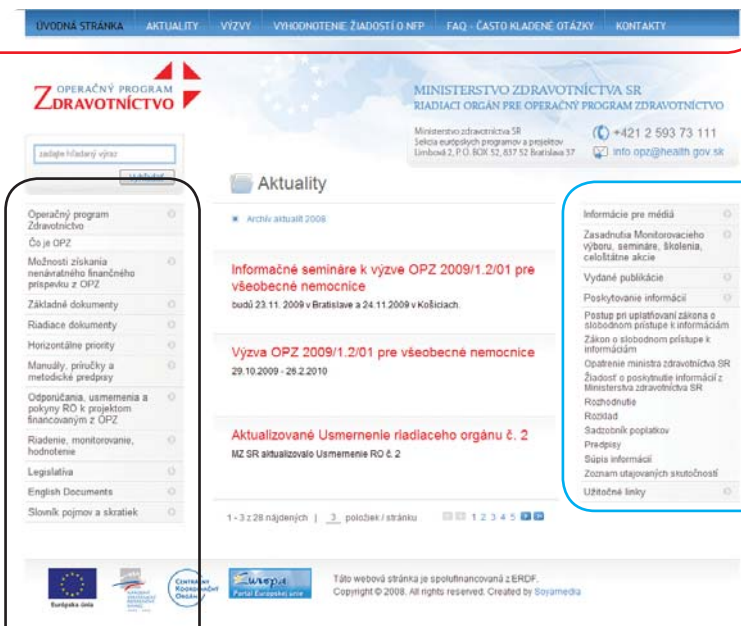 ÚVODNÁ STRÁNKA AKTUALITY VÝZVY VYHODNOTENIE ŽIADOSTÍ O NFP FAQ - ČASTO KLADENÉ OTÁZKY KONTAKTY
OPERAČNÝ PROGRAM
ZDRAVOTNÍCTVO
MINISTERSTVO ZDRAVOTNÍCTVA SR
RIADIACI ORGÁN PRE OPERAČNÝ PROGRAM ZDRAVOTNÍCTVO
Ministerstvo zdravotníctva SR
Sekcia európskych programov a projektov
Limbová 2, P.O. BOX 52, 837 52 Bratislava 37
+421 2 593 73 111
info opz@health gov.sk
zadajte hľadaný výraz
Vyhľadať
Operačný program
Zdravotníctvo
Čo je OPZ
Možnosti získania
nenávratného finančného
príspevku z OPZ
Základné dokumenty
Riadiace dokumenty
Horizontálne priority
Manuály, príručky a
metodické predpisy
Odporúčania, usmernenia a
pokyny RO k projektom
financovaným z OPZ
Riadenie, monitorovanie,
hodnotenie
Legislatíva
English Documents
Slovník pojmov a skratiek
Aktuality
Archív aktualít 2008
Informačné semináre k výzve OPZ 2009/1.2/01 pre
všeobecné nemocnice
budú 23.11. 2009 v Bratislave a 24.11.2009 v Košiciach.
Výzva OPZ 2009/1.2/01 pre všeobecné nemocnice
29.10.2009 - 26.2.2010
Aktualizované Usmernenie riadiaceho orgánu č. 2
MZ SR aktualizovalo Usmernenie RO č. 2
1 - 3 z 28 nájdených | 3 položiek / stránku 1 2 3 4 5
Informácie pre médiá
Zasadnutia Monitorovacieho
výboru, semináre, školenia,
celoštátne akcie
Vydané publikácie
Poskytovanie informácií
Postup pri uplatňovaní zákona o
slobodnom prístupe k informáciám
Zákon o slobodnom prístupe k
informáciám
Opatrenie ministra zdravotníctva SR
Žiadosť o poskytnutie informácií z
Ministerstva zdravotníctva SR
Rozhodnutie
Rozklad
Sadzobník poplatkov
Predpisy
Súpis informácií
Zoznam utajovaných skutočností
Užitočné linky
Európska únia
CENTRÁLNY
KOORDINAČNÝ
ORGÁN
Europa
Portál Európskej únie
Táto webová stránka je spolufinancovaná z ERDF.
Copyright © 2008. All rights reserved. Created by Soyamedia